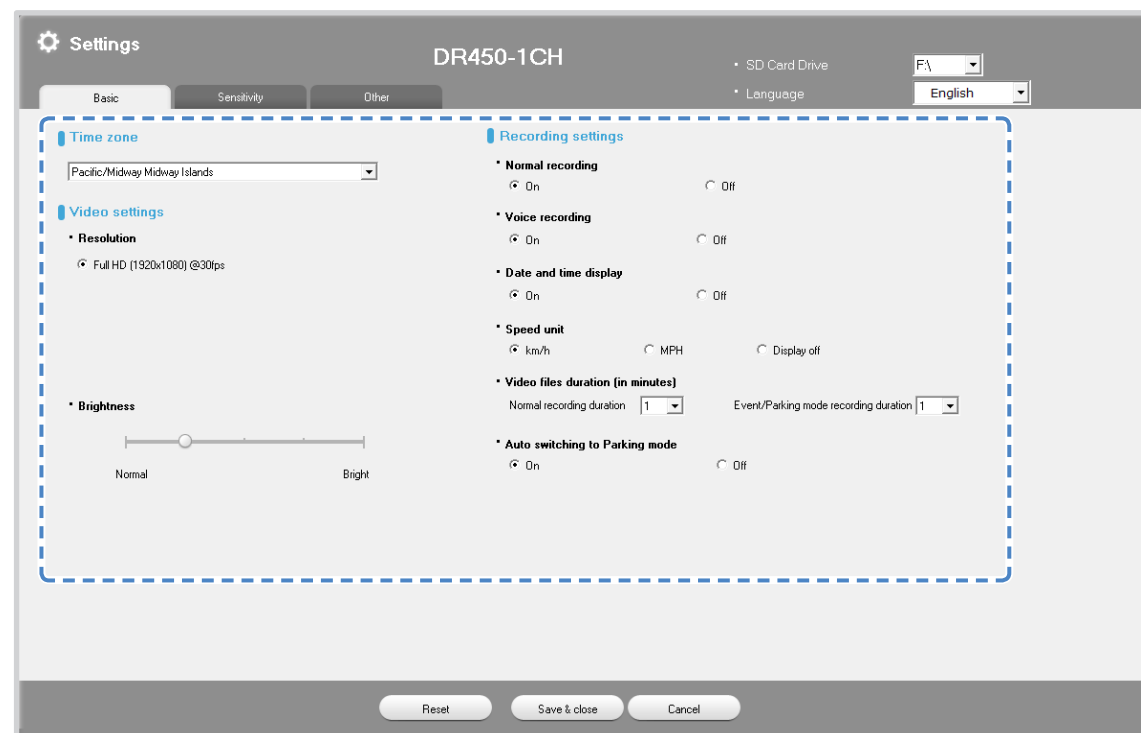 Settings
DR450-1CH
• SD Card Drive F:\
• Language English
Basic Sensitivity Other
Time zone
Pacific/Midway Midway Islands
Video settings
• Resolution
Full HD (1920x1080) @30fps
• Brightness
Normal Bright
Recording settings
• Normal recording
On Off
• Voice recording
On Off
• Date and time display
On Off
• Speed unit
km/h MPH Display off
• Video files duration (in minutes)
Normal recording duration 1 Event/Parking mode recording duration 1
• Auto switching to Parking mode
On Off
Reset Save & close Cancel